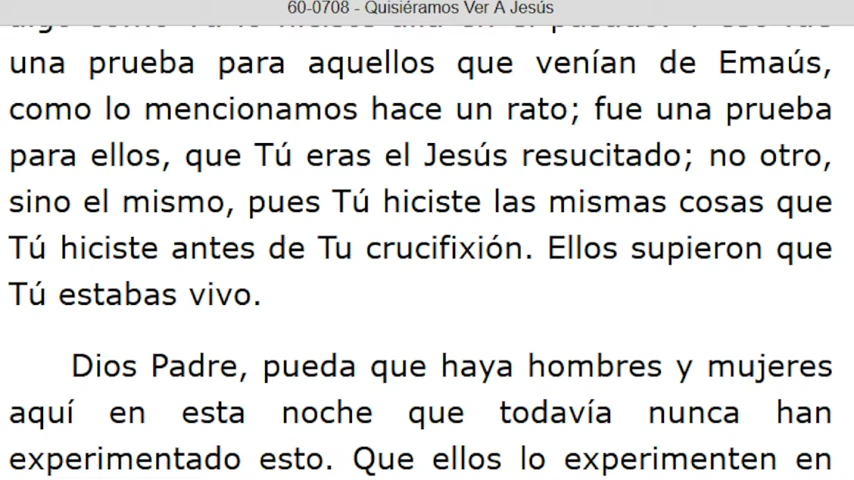 60-0708 - Quisiéramos Ver A Jesús
una prueba para aquellos que venían de Emaús,
como lo mencionamos hace un rato; fue una prueba
para ellos, que Tú eras el Jesús resucitado; no otro,
sino el mismo, pues Tú hiciste las mismas cosas que
Tú hiciste antes de Tu crucifixión. Ellos supieron que
Tú estabas vivo.
Dios Padre, pueda que haya hombres y mujeres
aquí en esta noche que todavía nunca han
experimentado esto. Que ellos lo experimenten en